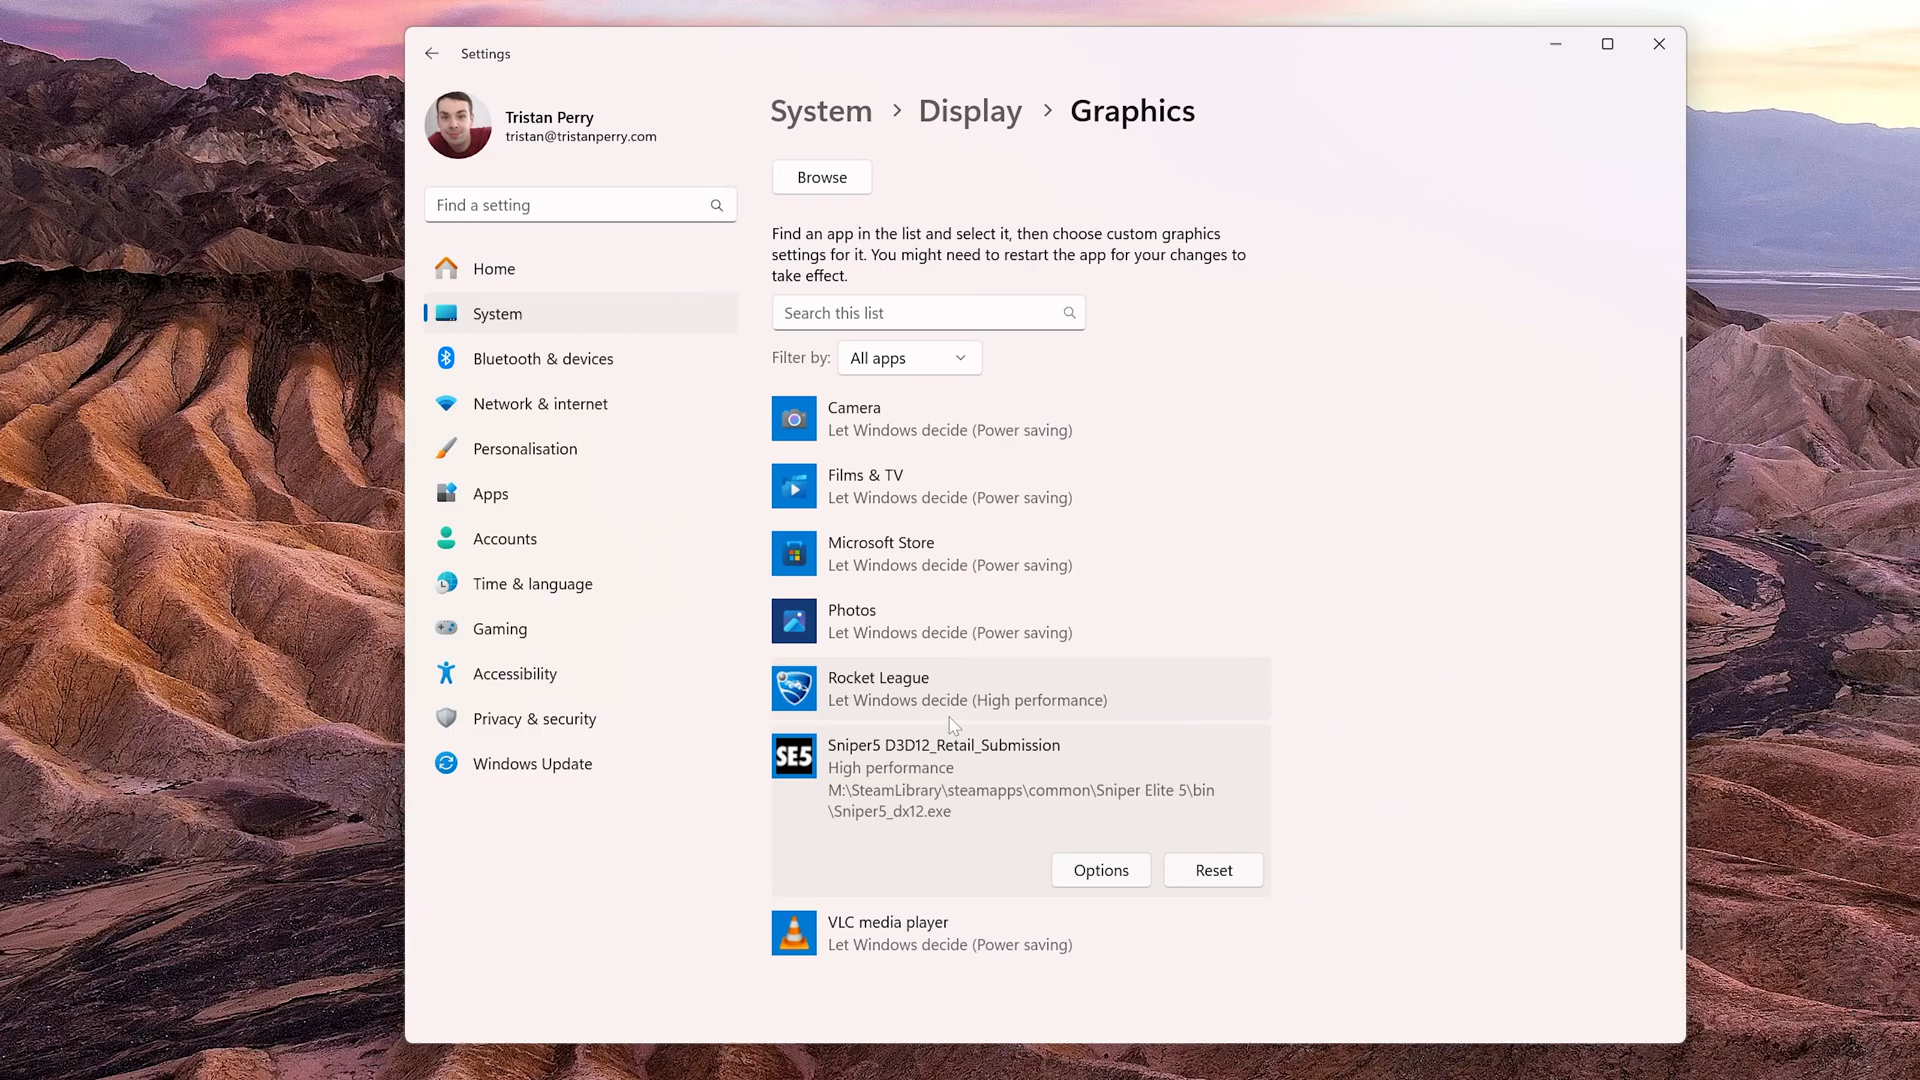 Settings
Tristan Perry
tristan@tristanperry.com
Find a setting
Home
System
Bluetooth & devices
Network & internet
Personalisation
Apps
Accounts
Time & language
Gaming
Accessibility
Privacy & security
Windows Update
System > Display > Graphics
Browse
Find an app in the list and select it, then choose custom graphics
settings for it. You might need to restart the app for your changes to
take effect.
Search this list
Filter by: All apps
Camera
Let Windows decide (Power saving)
Films & TV
Let Windows decide (Power saving)
Microsoft Store
Let Windows decide (Power saving)
Photos
Let Windows decide (Power saving)
Rocket League
Let Windows decide (High performance)
SE5
Sniper5 D3D12_Retail_Submission
High performance
M:\SteamLibrary\steamapps\common\Sniper Elite 5\bin
\Sniper5_dx12.exe
Options Reset
VLC media player
Let Windows decide (Power saving)